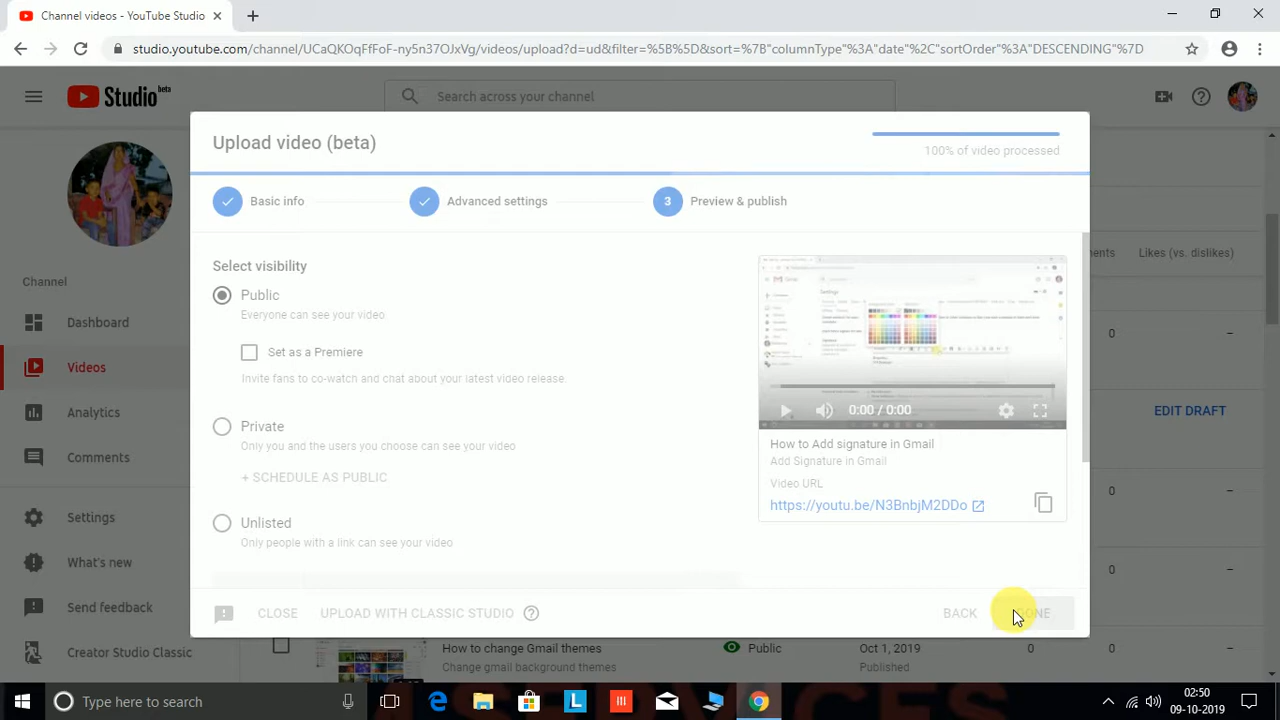 Channel videos - YouTube Studio
studio.youtube.com/channel/UCaQKOqFfFoF-ny5n37OJxVg/videos/upload?d=ud&filter=%5B%5D&sort=%7B"columnType"%3A"date"%2C"sortOrder"%3A"DESCENDING"%7D
Studio beta
Search across your channel
Upload video (beta)
100% of video processed
Basic info
Advanced settings
3
Preview & publish
Select visibility
Public
Everyone can see your video
Set as a Premiere
Invite fans to co-watch and chat about your latest video release.
Private
Only you and the users you choose can see your video
+ SCHEDULE AS PUBLIC
Unlisted
Only people with a link can see your video
0:00 / 0:00
How to Add signature in Gmail
Add Signature in Gmail
Video URL
https://youtu.be/N3BnbjM2DDo
CLOSE
UPLOAD WITH CLASSIC STUDIO
BACK
DONE
Channel
Dashboard
Videos
Analytics
Comments
Settings
What's new
Send feedback
Creator Studio Classic
Likes (vs. dislikes)
0
–
EDIT DRAFT
0
–
0
–
How to change Gmail themes
Change gmail background themes
Public
Oct 1, 2019
Published
0
0
–
Type here to search
02:50
09-10-2019